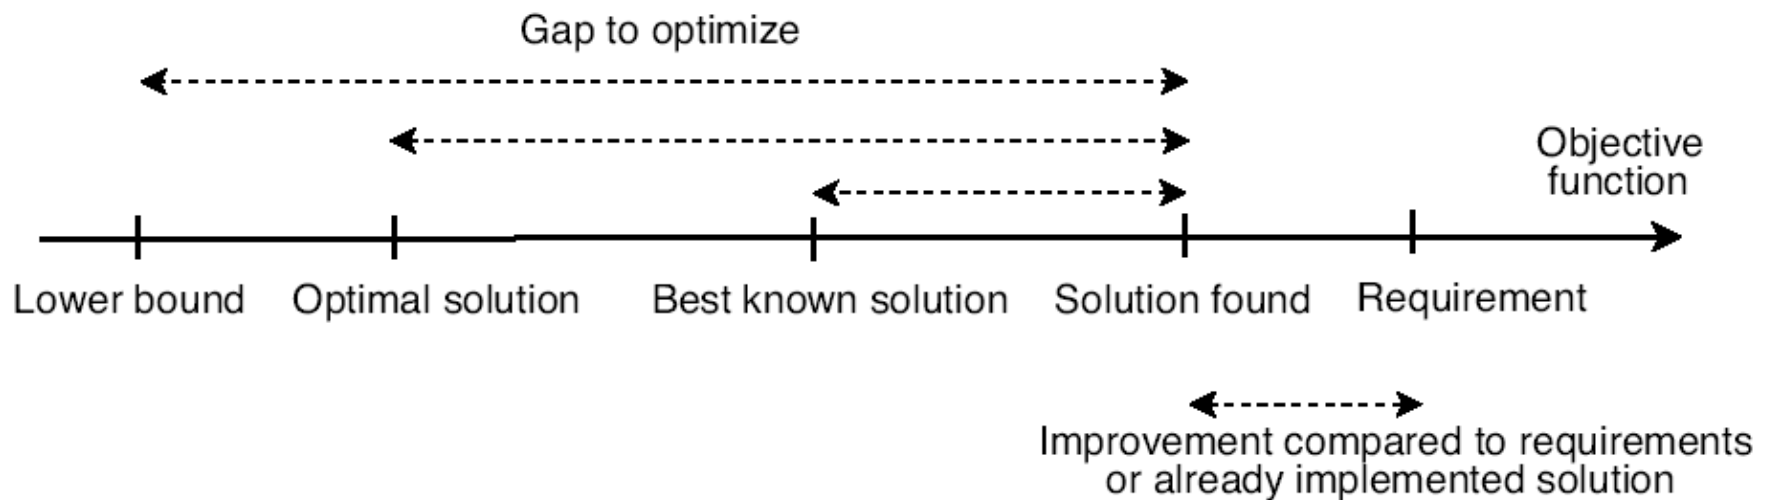 Gap to optimize
Objective
function
Lower bound
Optimal solution
Best known solution
Solution found
Requirement
Improvement compared to requirements
or already implemented solution